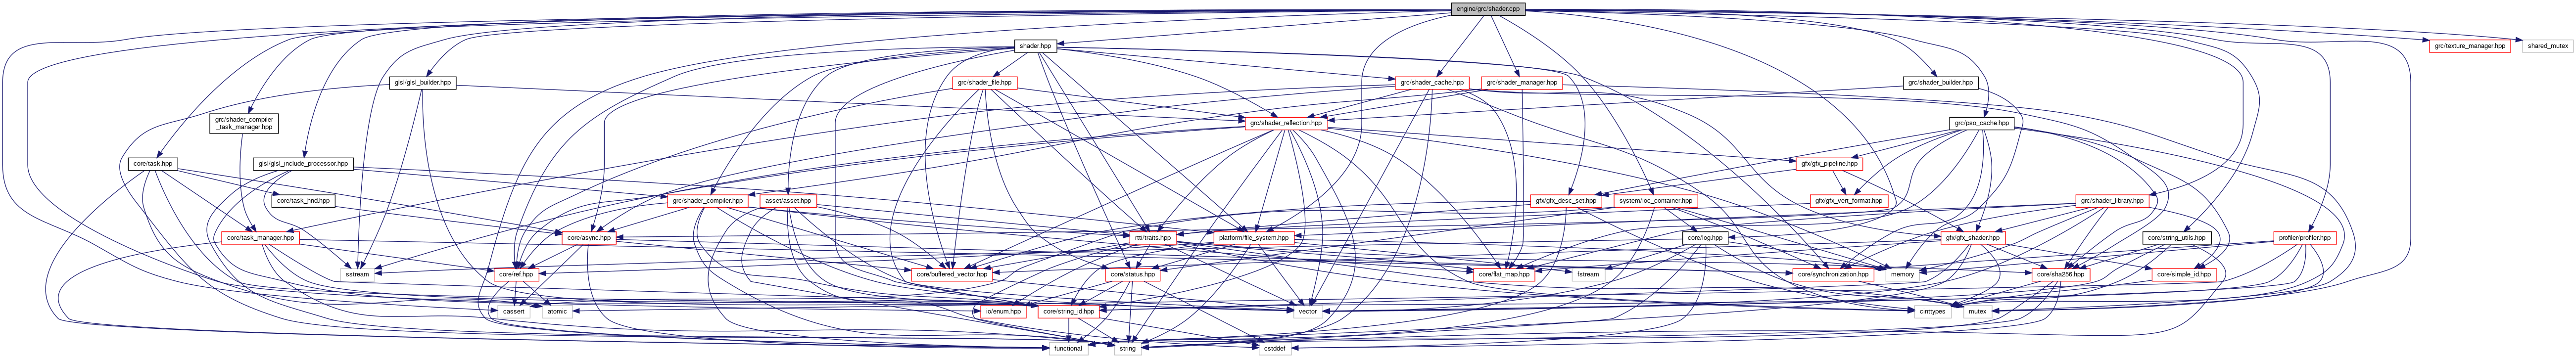 engine/grc/shader.cpp
shader.hpp
grc/texture_manager.hpp
shared_mutex
glsl/glsl_builder.hpp
grc/shader_file.hpp
grc/shader_cache.hpp
grc/shader_manager.hpp
grc/shader_builder.hpp
grc/shader_compiler
_task_manager.hpp
grc/shader_reflection.hpp
grc/pso_cache.hpp
core/task.hpp
glsl/glsl_include_processor.hpp
gfx/gfx_pipeline.hpp
core/task_hnd.hpp
grc/shader_compiler.hpp
asset/asset.hpp
gfx/gfx_desc_set.hpp
system/ioc_container.hpp
gfx/gfx_vert_format.hpp
grc/shader_library.hpp
core/task_manager.hpp
core/async.hpp
rtti/traits.hpp
platform/file_system.hpp
core/log.hpp
gfx/gfx_shader.hpp
core/string_utils.hpp
profiler/profiler.hpp
sstream
core/ref.hpp
core/buffered_vector.hpp
core/status.hpp
core/flat_map.hpp
fstream
core/synchronization.hpp
memory
core/sha256.hpp
core/simple_id.hpp
cassert
atomic
io/enum.hpp
core/string_id.hpp
vector
cinttypes
mutex
functional
string
cstddef